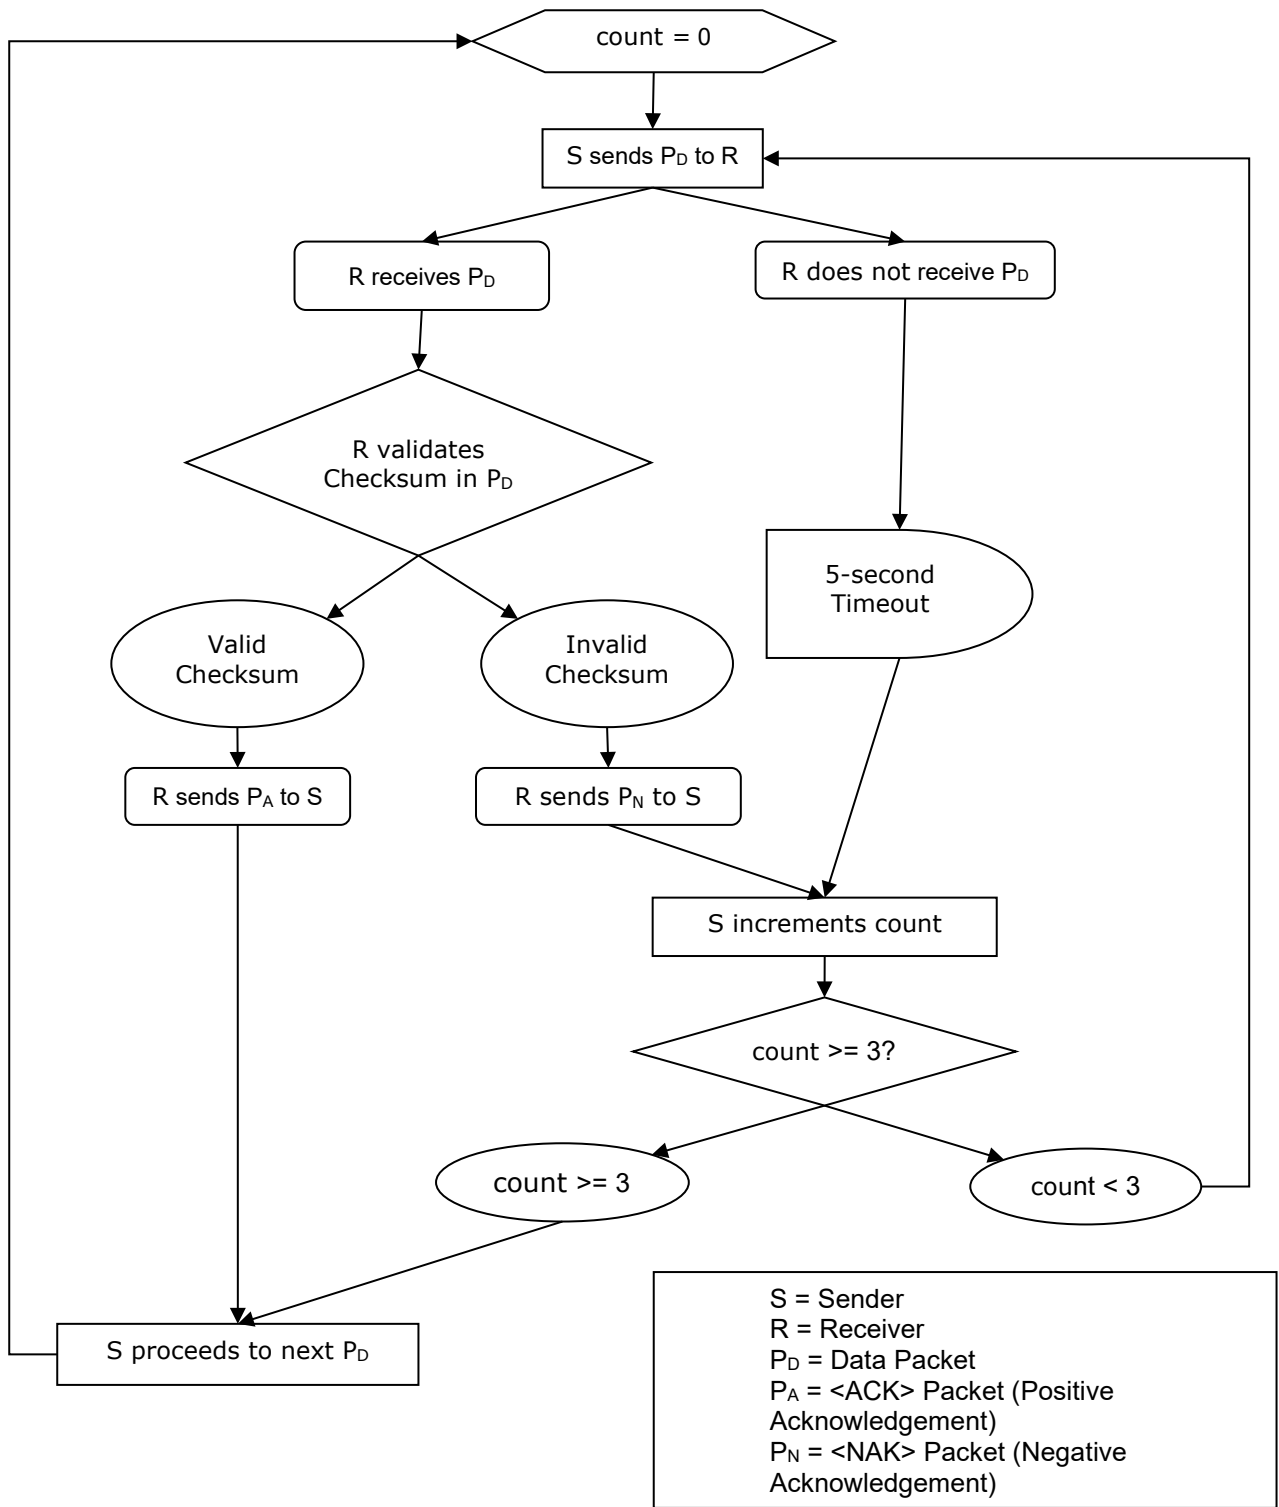 count = 0
S sends PD to R
R receives PD
R does not receive PD
R validates
Checksum in PD
5-second
Timeout
Valid
Checksum
Invalid
Checksum
R sends PA to S
R sends PN to S
S increments count
count >= 3?
count >= 3
count < 3
S proceeds to next PD
S = Sender
R = Receiver
PD = Data Packet
PA = <ACK> Packet (Positive
Acknowledgement)
PN = <NAK> Packet (Negative
Acknowledgement)